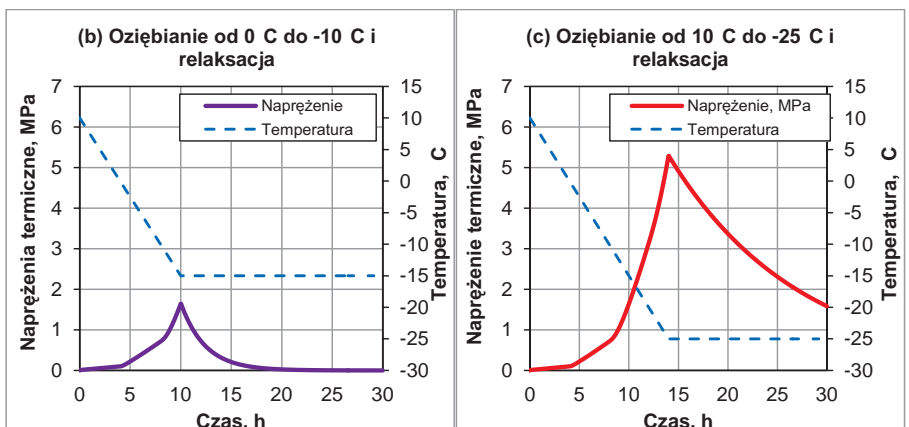 (b) Oziębianie od 0 C do -10 C i
relaksacja
Naprężenia termiczne, MPa
7
6
5
4
3
2
1
0
Naprężenie
Temperatura
15
10
5
0
-5
-10
-15
-20
-25
-30
Temperatura, C
0 5 10 15 20 25 30
Czas, h
(c) Oziębianie od 10 C do -25 C i
relaksacja
Naprężenie termiczne, MPa
7
6
5
4
3
2
1
0
Naprężenie, MPa
Temperatura
15
10
5
0
-5
-10
-15
-20
-25
-30
Temperatura, C
0 5 10 15 20 25 30
Czas, h